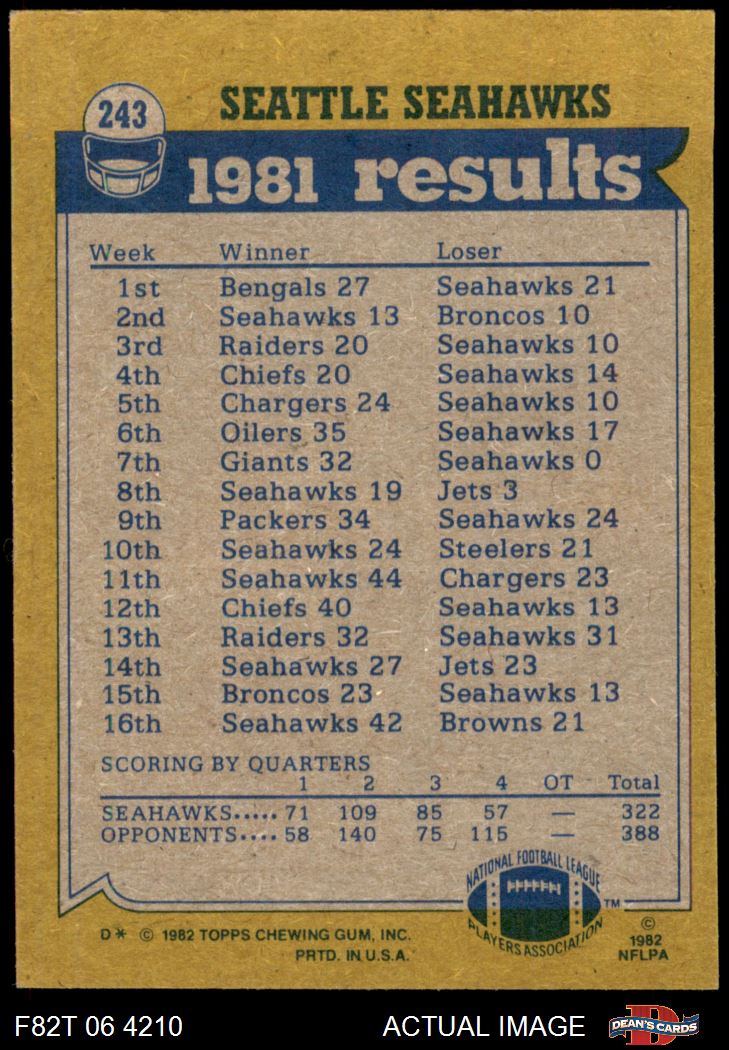 243
SEATTLE SEAHAWKS
1981 results
Week Winner Loser
1st Bengals 27 Seahawks 21
2nd Seahawks 13 Broncos 10
3rd Raiders 20 Seahawks 10
4th Chiefs 20 Seahawks 14
5th Chargers 24 Seahawks 10
6th Oilers 35 Seahawks 17
7th Giants 32 Seahawks 0
8th Seahawks 19 Jets 3
9th Packers 34 Seahawks 24
10th Seahawks 24 Steelers 21
11th Seahawks 44 Chargers 23
12th Chiefs 40 Seahawks 13
13th Raiders 32 Seahawks 31
14th Seahawks 27 Jets 23
15th Broncos 23 Seahawks 13
16th Seahawks 42 Browns 21
SCORING BY QUARTERS
1 2 3 4 OT Total
SEAHAWKS..... 71 109 85 57 — 322
OPPONENTS.... 58 140 75 115 — 388
NATIONAL FOOTBALL LEAGUE
PLAYERS ASSOCIATION
TM
D* © 1982 TOPPS CHEWING GUM, INC.
PRTD. IN U.S.A.
©
1982
NFLPA
F82T 06 4210 ACTUAL IMAGE
D
DEAN'S CARDS